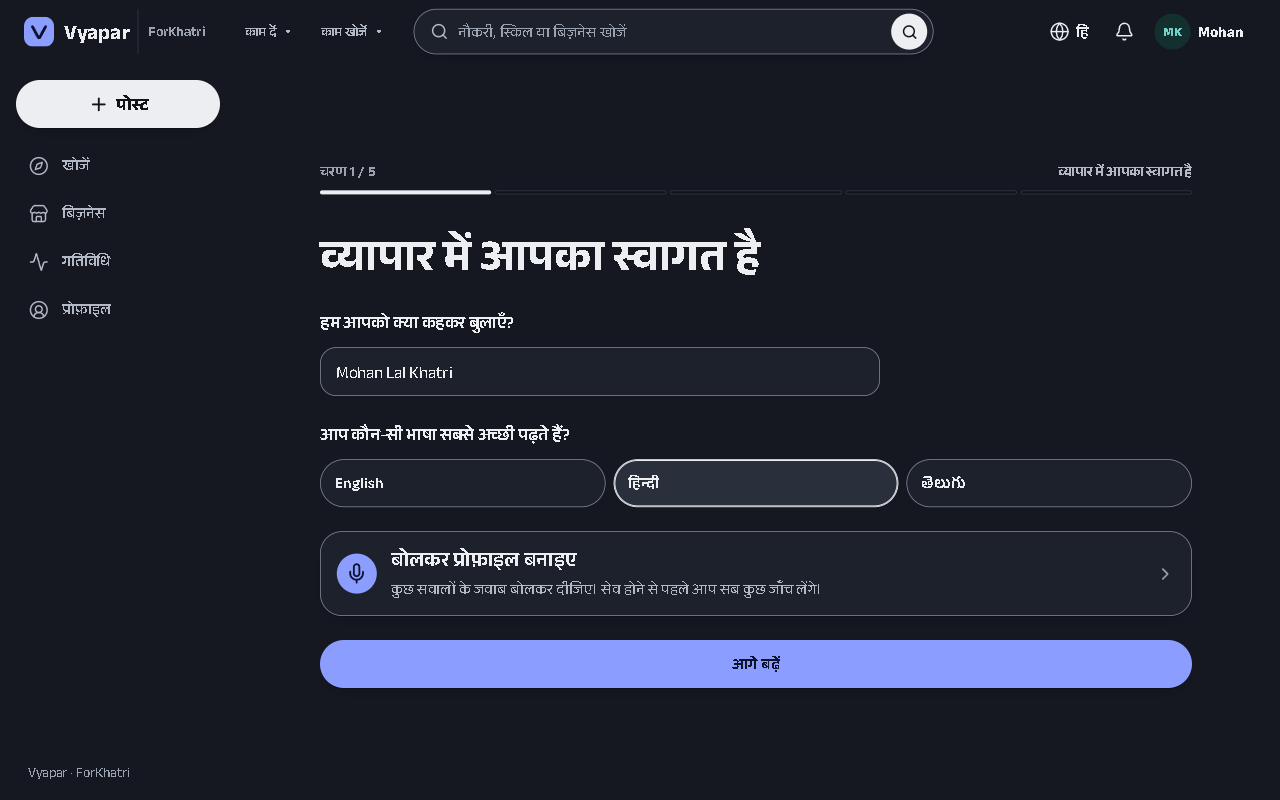 Vyapar
ForKhatri
काम दें
काम खोजें
नौकरी, स्किल या बिज़नेस खोजें
हि
MK
Mohan
पोस्ट
खोजें
बिज़नेस
गतिविधि
प्रोफ़ाइल
चरण 1 / 5
व्यापार में आपका स्वागत है
व्यापार में आपका स्वागत है
हम आपको क्या कहकर बुलाएँ?
Mohan Lal Khatri
आप कौन-सी भाषा सबसे अच्छी पढ़ते हैं?
English
हिन्दी
తెలుగు
बोलकर प्रोफ़ाइल बनाइए
कुछ सवालों के जवाब बोलकर दीजिए। सेव होने से पहले आप सब कुछ जाँच लेंगे।
आगे बढ़ें
Vyapar · ForKhatri